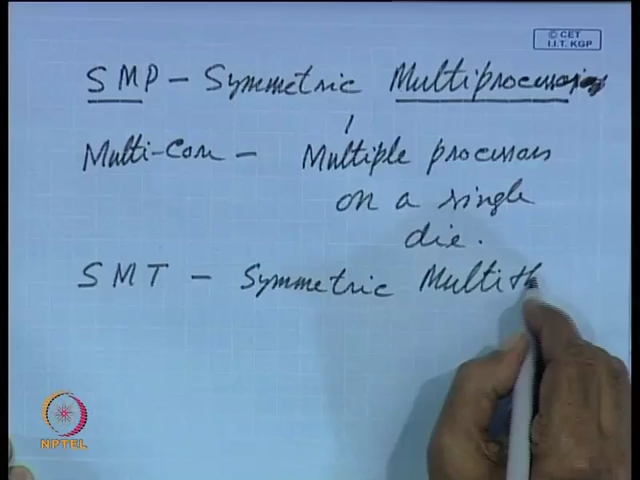 © CET
I.I.T. KGP
SMP – Symmetric Multiprocessing
Multi-Core – Multiple processors
on a single
die.
SMT – Symmetric Multith
NPTEL